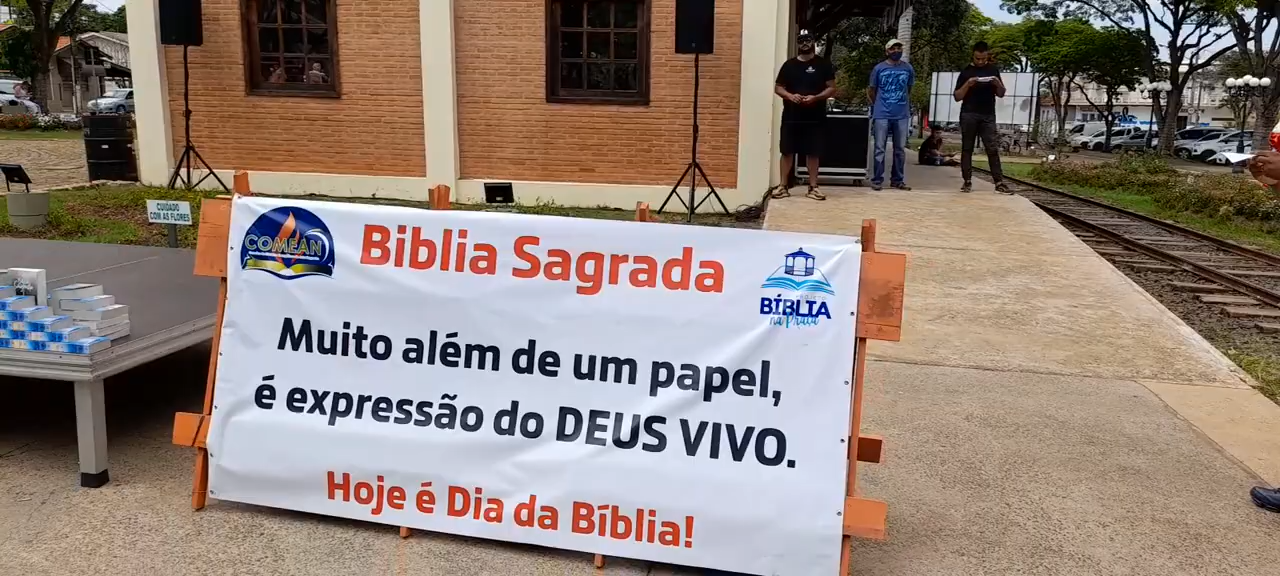 CUIDADO
COM AS FLORES
COMEAN
Biblia Sagrada
BÍBLIA
na Praça
Muito além de um papel,
é expressão do DEUS VIVO.
Hoje é Dia da Bíblia!